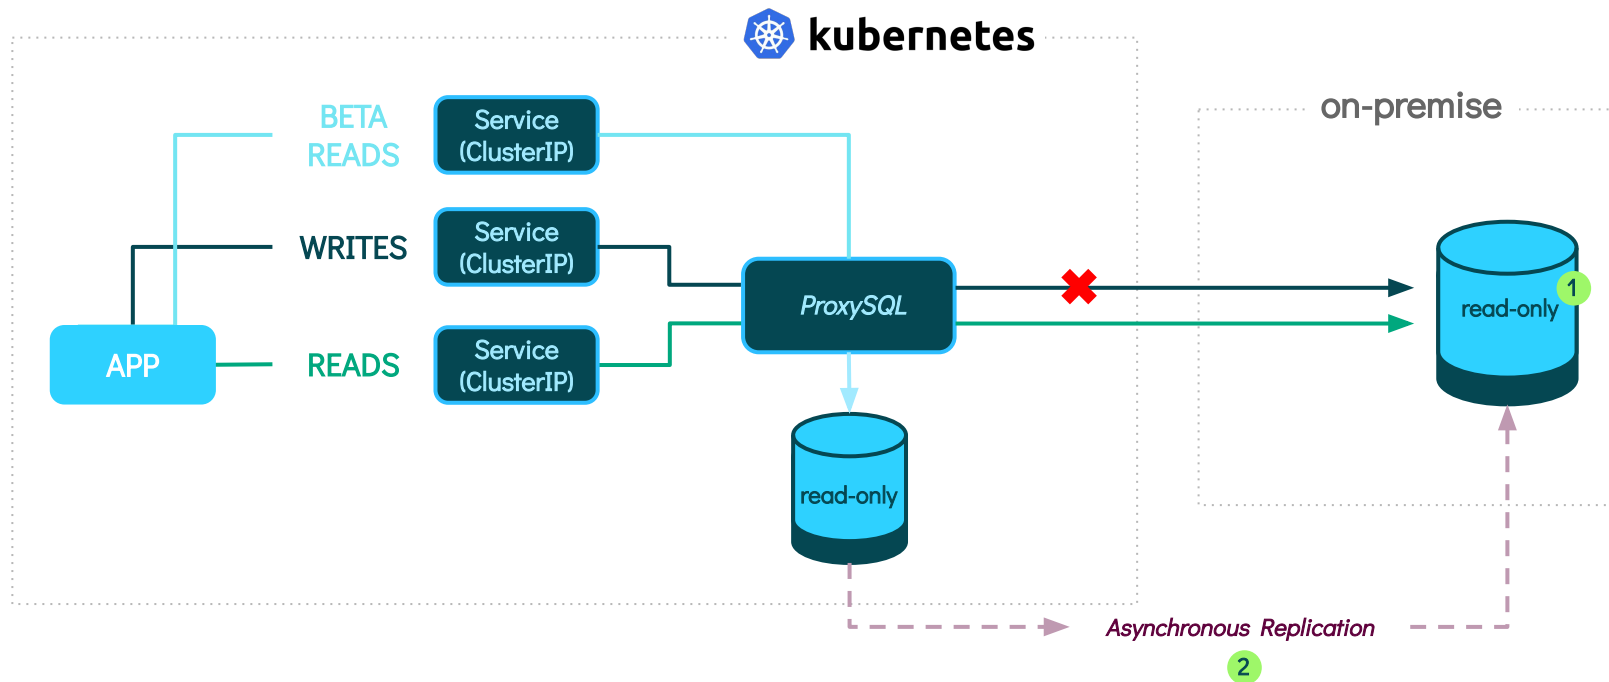 kubernetes
on-premise
BETA
READS
Service
(ClusterIP)
WRITES
Service
(ClusterIP)
ProxySQL
1
read-only
APP
READS
Service
(ClusterIP)
read-only
Asynchronous Replication
2